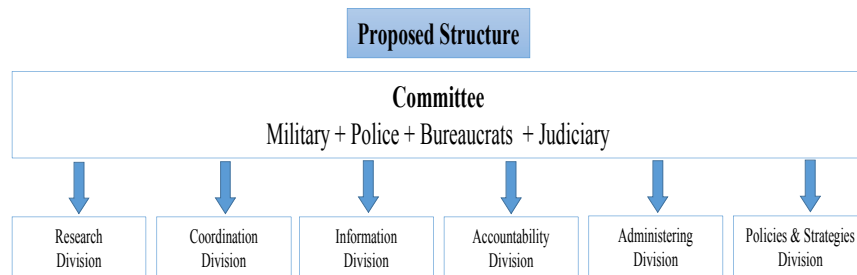 Proposed Structure
Committee
Military + Police + Bureaucrats + Judiciary
Research
Division
Coordination
Division
Information
Division
Accountability
Division
Administering
Division
Policies & Strategies
Division